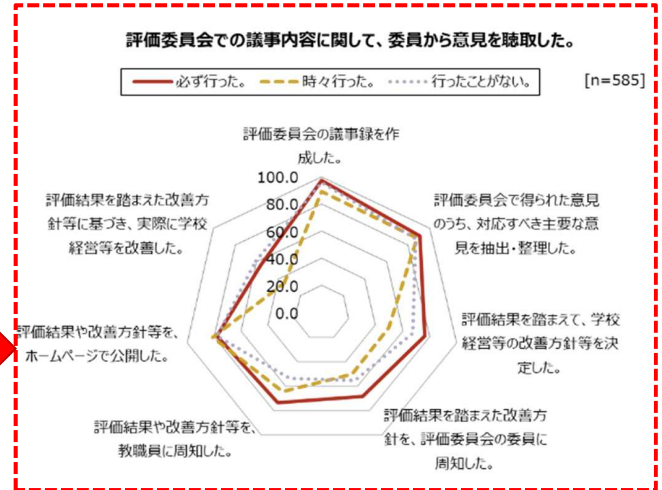 評価委員会での議事内容に関して、委員から意見を聴取した。
必ず行った。 時々行った。 行ったことがない。 [n=585]
評価委員会の議事録を作
成した。
評価委員会で得られた意見
のうち、対応すべき主要な意
見を抽出・整理した。
評価結果を踏まえて、学校
経営等の改善方針等を決
定した。
評価結果を踏まえた改善方
針を、評価委員会の委員に
周知した。
評価結果や改善方針等を、
教職員に周知した。
評価結果や改善方針等を、
ホームページで公開した。
評価結果を踏まえた改善方
針等に基づき、実際に学校
経営等を改善した。
100.0
80.0
60.0
40.0
20.0
0.0